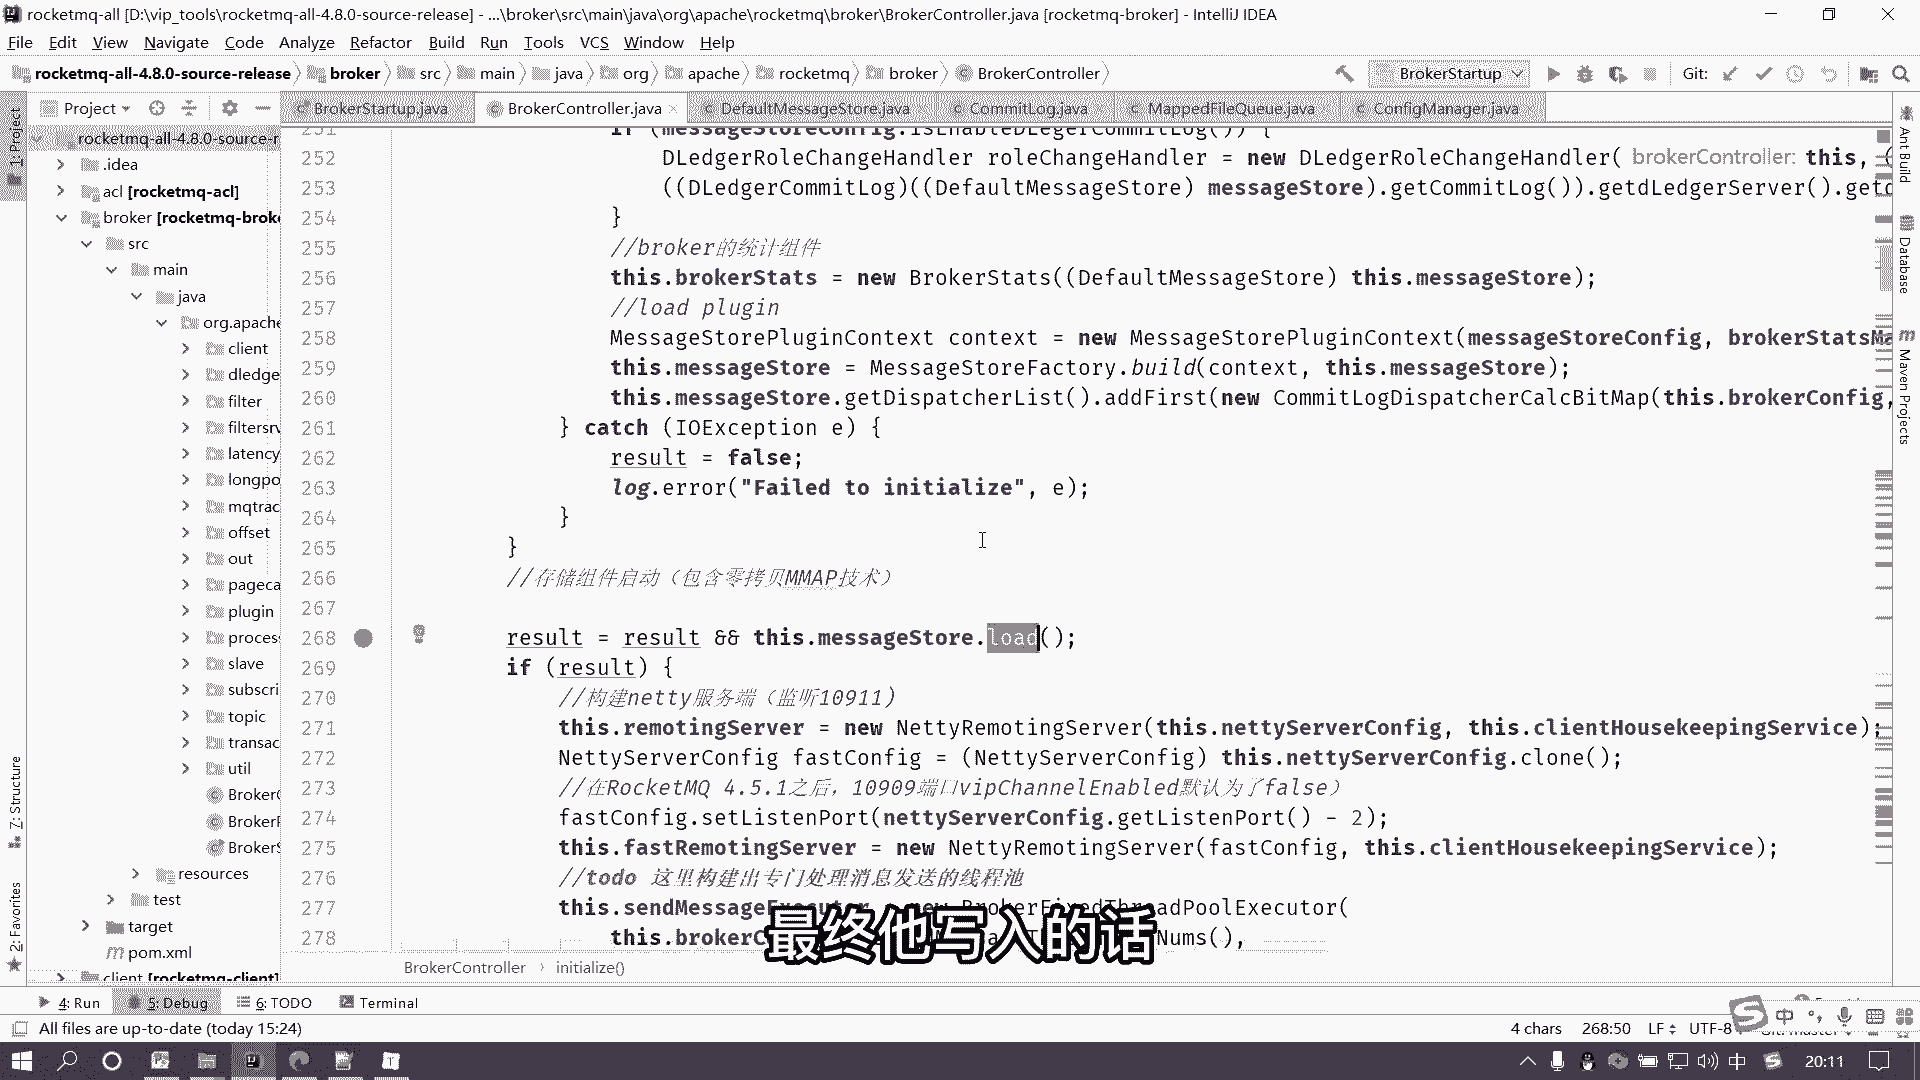 rocketmq-all [D:\vip_tools\rocketmq-all-4.8.0-source-release] - ...\broker\src\main\java\org\apache\rocketmq\broker\BrokerController.java [rocketmq-broker] - IntelliJ IDEA
File Edit View Navigate Code Analyze Refactor Build Run Tools VCS Window Help
rocketmq-all-4.8.0-source-release broker src main java org apache rocketmq broker BrokerController BrokerStartup Git:
Project BrokerStartup.java BrokerController.java DefaultMessageStore.java CommitLog.java MappedFileQueue.java ConfigManager.java
1: Project
7: Structure
2: Favorites
rocketmq-all-4.8.0-source-r
.idea
acl [rocketmq-acl]
broker [rocketmq-broke
src
main
java
org.apache
client
dledge
filter
filtersrv
latency
longpo
mqtrac
offset
out
pageca
plugin
process
slave
subscri
topic
transac
util
BrokerC
BrokerP
BrokerS
resources
test
target
pom.xml
client [rocketmq-client]
251 if (messageStoreConfig.isEnableDLegerCommitLog()) {
252 DLedgerRoleChangeHandler roleChangeHandler = new DLedgerRoleChangeHandler( brokerController: this, (
253 ((DLedgerCommitLog)((DefaultMessageStore) messageStore).getCommitLog()).getdLedgerServer().getd
254 }
255 //broker的统计组件
256 this.brokerStats = new BrokerStats((DefaultMessageStore) this.messageStore);
257 //load plugin
258 MessageStorePluginContext context = new MessageStorePluginContext(messageStoreConfig, brokerStatsMa
259 this.messageStore = MessageStoreFactory.build(context, this.messageStore);
260 this.messageStore.getDispatcherList().addFirst(new CommitLogDispatcherCalcBitMap(this.brokerConfig,
261 } catch (IOException e) {
262 result = false;
263 log.error("Failed to initialize", e);
264 }
265 }
266 //存储组件启动（包含零拷贝MMAP技术）
267
268 result = result && this.messageStore.load();
269 if (result) {
270 //构建netty服务端（监听10911)
271 this.remotingServer = new NettyRemotingServer(this.nettyServerConfig, this.clientHousekeepingService);
272 NettyServerConfig fastConfig = (NettyServerConfig) this.nettyServerConfig.clone();
273 //在RocketMQ 4.5.1之后，10909端口vipChannelEnabled默认为了false）
274 fastConfig.setListenPort(nettyServerConfig.getListenPort() - 2);
275 this.fastRemotingServer = new NettyRemotingServer(fastConfig, this.clientHousekeepingService);
276 //todo 这里构建出专门处理消息发送的线程池
277 this.sendMessageExecutor = new BrokerFixedThreadPoolExecutor(
278 this.brokerC Nums(),
最终他写入的话
BrokerController initialize()
Ant Build
Database
Maven Projects
4: Run 5: Debug 6: TODO Terminal
All files are up-to-date (today 15:24) 4 chars 268:50 LF UTF-8
中
中 20:11